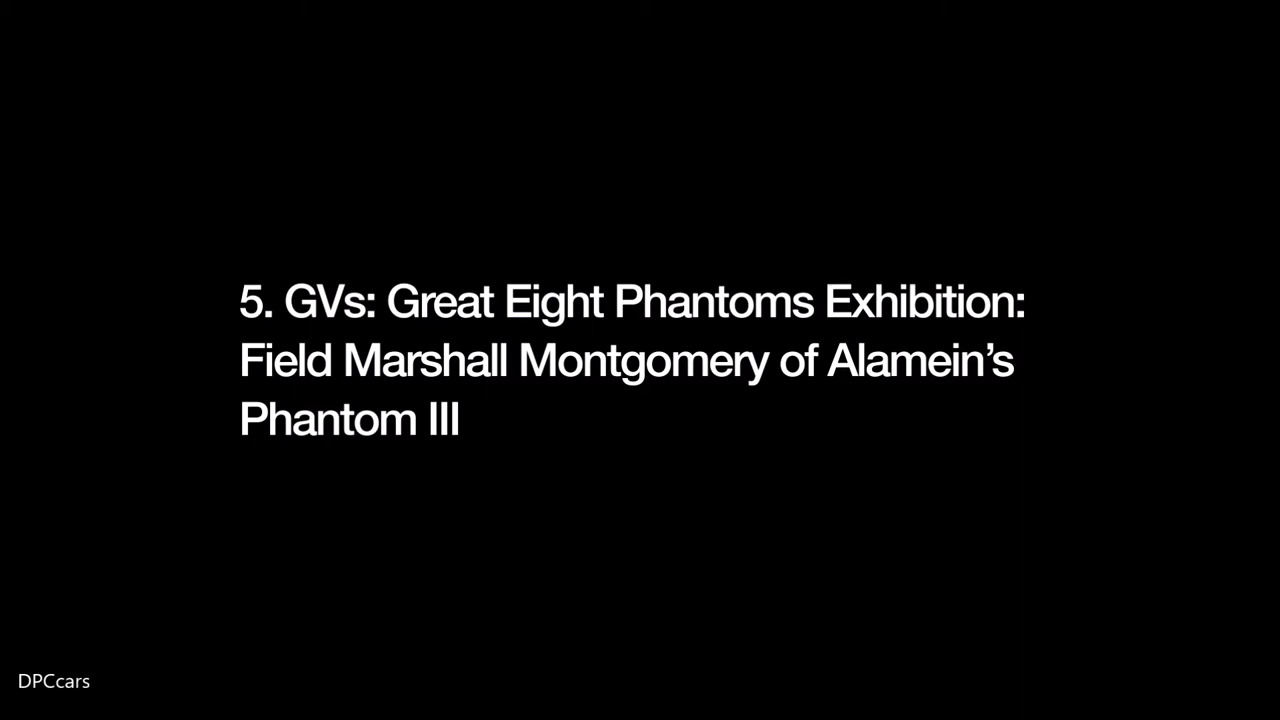 5. GVs: Great Eight Phantoms Exhibition:
Field Marshall Montgomery of Alamein’s
Phantom III
DPCcars